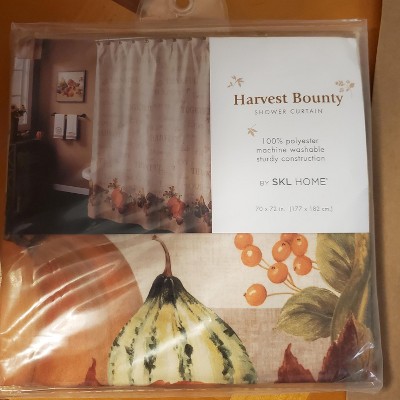 Harvest Bounty
SHOWER CURTAIN
100% polyester
machine washable
sturdy construction
BY SKL HOME®
70 x 72 in. [177 x 182 cm.]